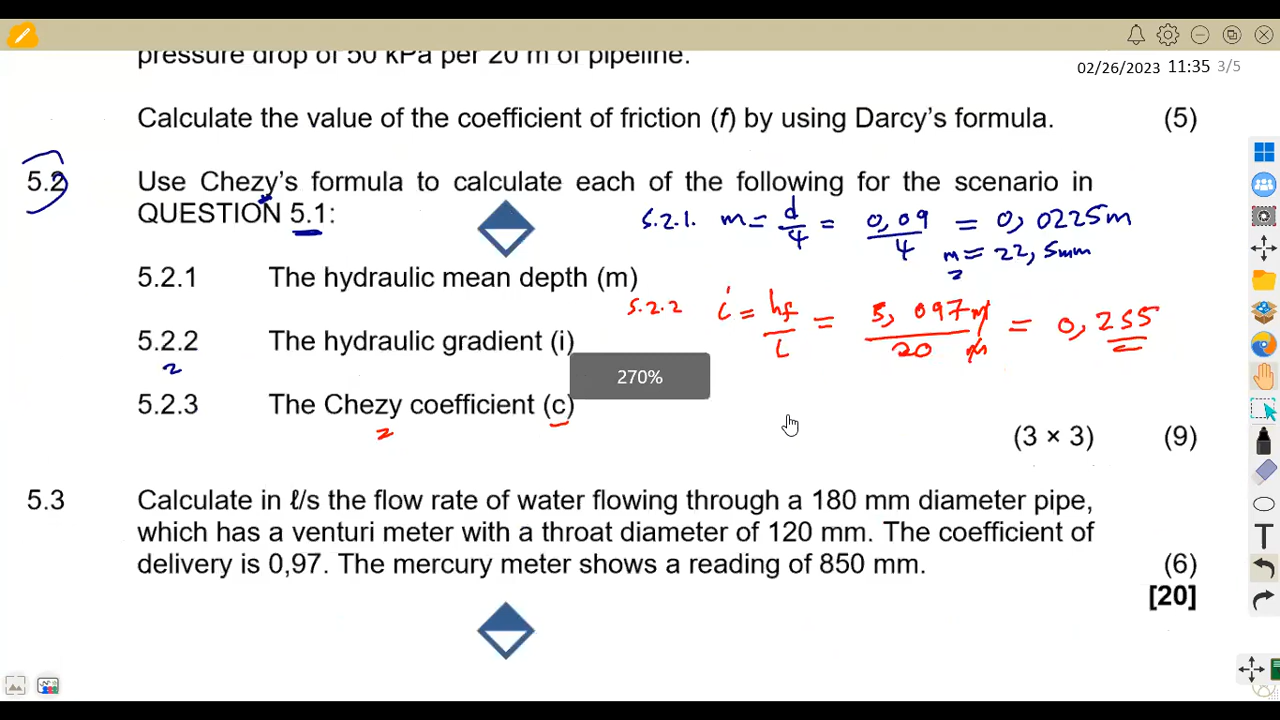 02/26/2023 11:35 3/5
pressure drop of 50 kPa per 20 m of pipeline.
Calculate the value of the coefficient of friction (f) by using Darcy's formula. (5)
5.2 Use Chezy's formula to calculate each of the following for the scenario in
QUESTION 5.1:
5.2.1. m = d/4 = 0,09/4 = 0,0225m
m = 22,5mm
5.2.1 The hydraulic mean depth (m)
5.2.2 i = hf/L = 5,097m/20 m = 0,255
5.2.2 The hydraulic gradient (i)
270%
5.2.3 The Chezy coefficient (c)
(3 × 3) (9)
5.3 Calculate in ℓ/s the flow rate of water flowing through a 180 mm diameter pipe,
which has a venturi meter with a throat diameter of 120 mm. The coefficient of
delivery is 0,97. The mercury meter shows a reading of 850 mm. (6)
[20]
T